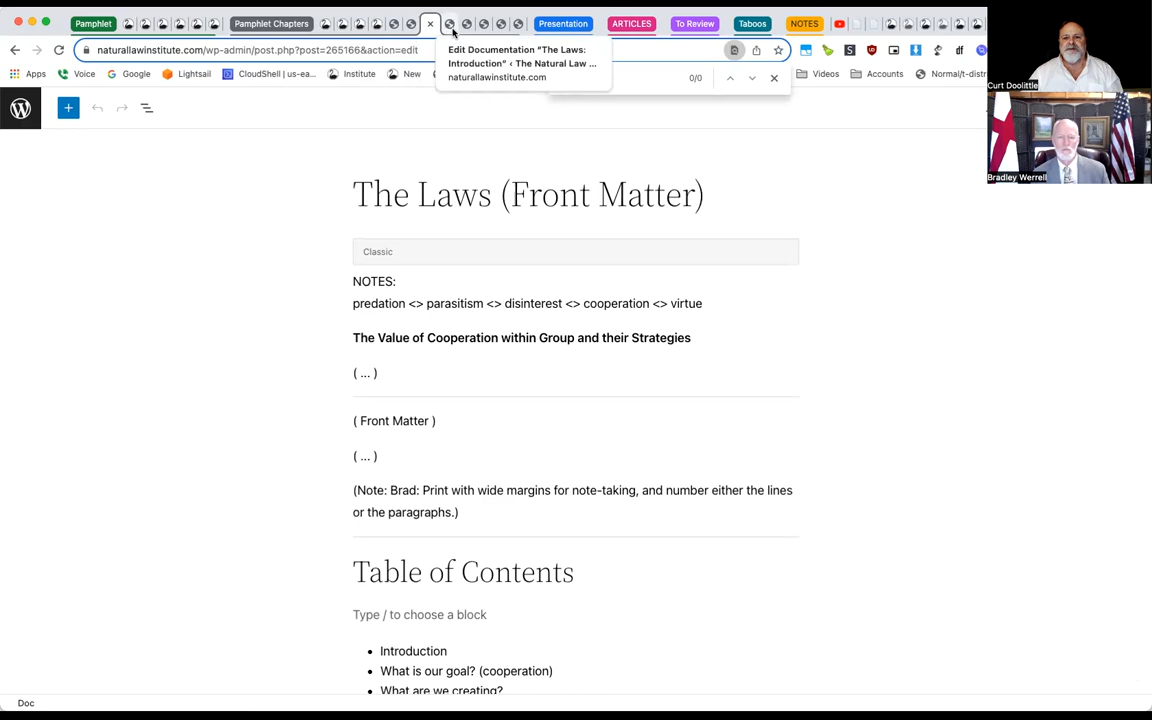 Pamphlet
Pamphlet Chapters
Presentation
ARTICLES
To Review
Taboos
NOTES
naturallawinstitute.com/wp-admin/post.php?post=265166&action=edit
Edit Documentation "The Laws:
Introduction" ‹ The Natural Law ...
naturallawinstitute.com
Apps
Voice
Google
Lightsail
CloudShell | us-ea...
Institute
New
0/0
Videos
Accounts
Normal/t-distr
Curt Doolittle
Bradley Werrell
The Laws (Front Matter)
Classic
NOTES:
predation <> parasitism <> disinterest <> cooperation <> virtue
The Value of Cooperation within Group and their Strategies
( ... )
( Front Matter )
( ... )
(Note: Brad: Print with wide margins for note-taking, and number either the lines
or the paragraphs.)
Table of Contents
Type / to choose a block
• Introduction
• What is our goal? (cooperation)
• What are we creating?
Doc